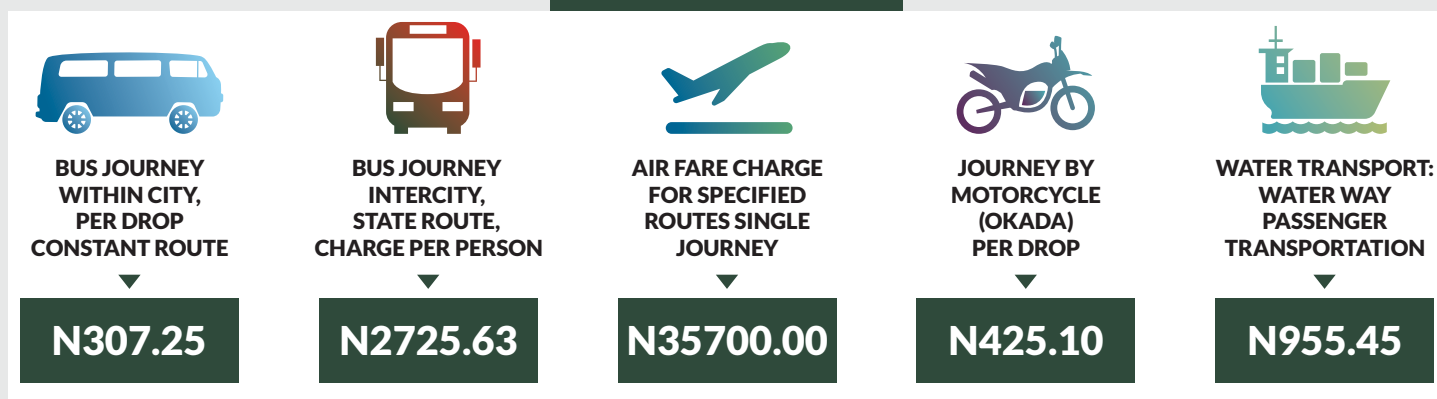 BUS JOURNEY
WITHIN CITY,
PER DROP
CONSTANT ROUTE
N307.25
BUS JOURNEY
INTERCITY,
STATE ROUTE,
CHARGE PER PERSON
N2725.63
AIR FARE CHARGE
FOR SPECIFIED
ROUTES SINGLE
JOURNEY
N35700.00
JOURNEY BY
MOTORCYCLE
(OKADA)
PER DROP
N425.10
WATER TRANSPORT:
WATER WAY
PASSENGER
TRANSPORTATION
N955.45